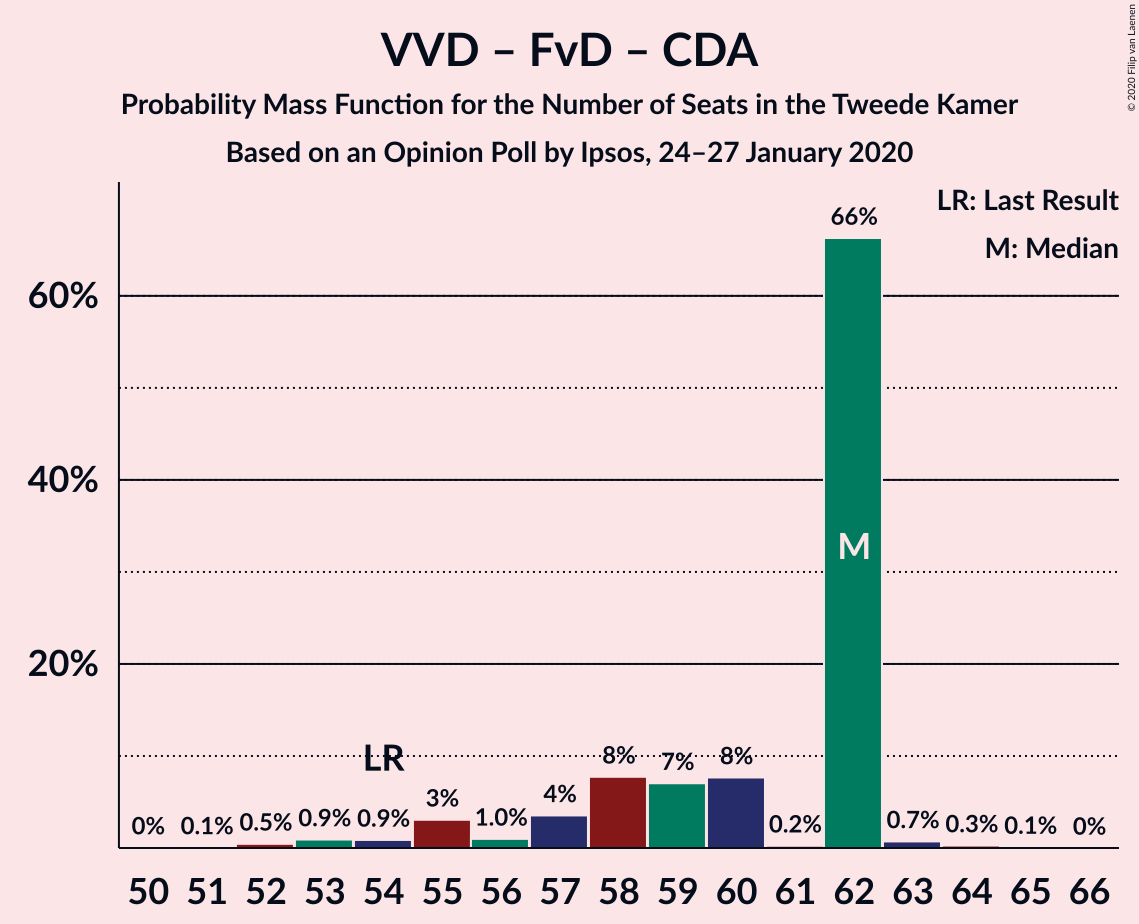 VVD – FvD – CDA
Probability Mass Function for the Number of Seats in the Tweede Kamer
Based on an Opinion Poll by Ipsos, 24–27 January 2020
© 2020 Filip van Laenen
LR: Last Result
M: Median
60%
40%
20%
0% 0.1% 0.5% 0.9% 0.9% 3% 1.0% 4% 8% 7% 8% 0.2% 66% 0.7% 0.3% 0.1% 0%
LR
M
50 51 52 53 54 55 56 57 58 59 60 61 62 63 64 65 66